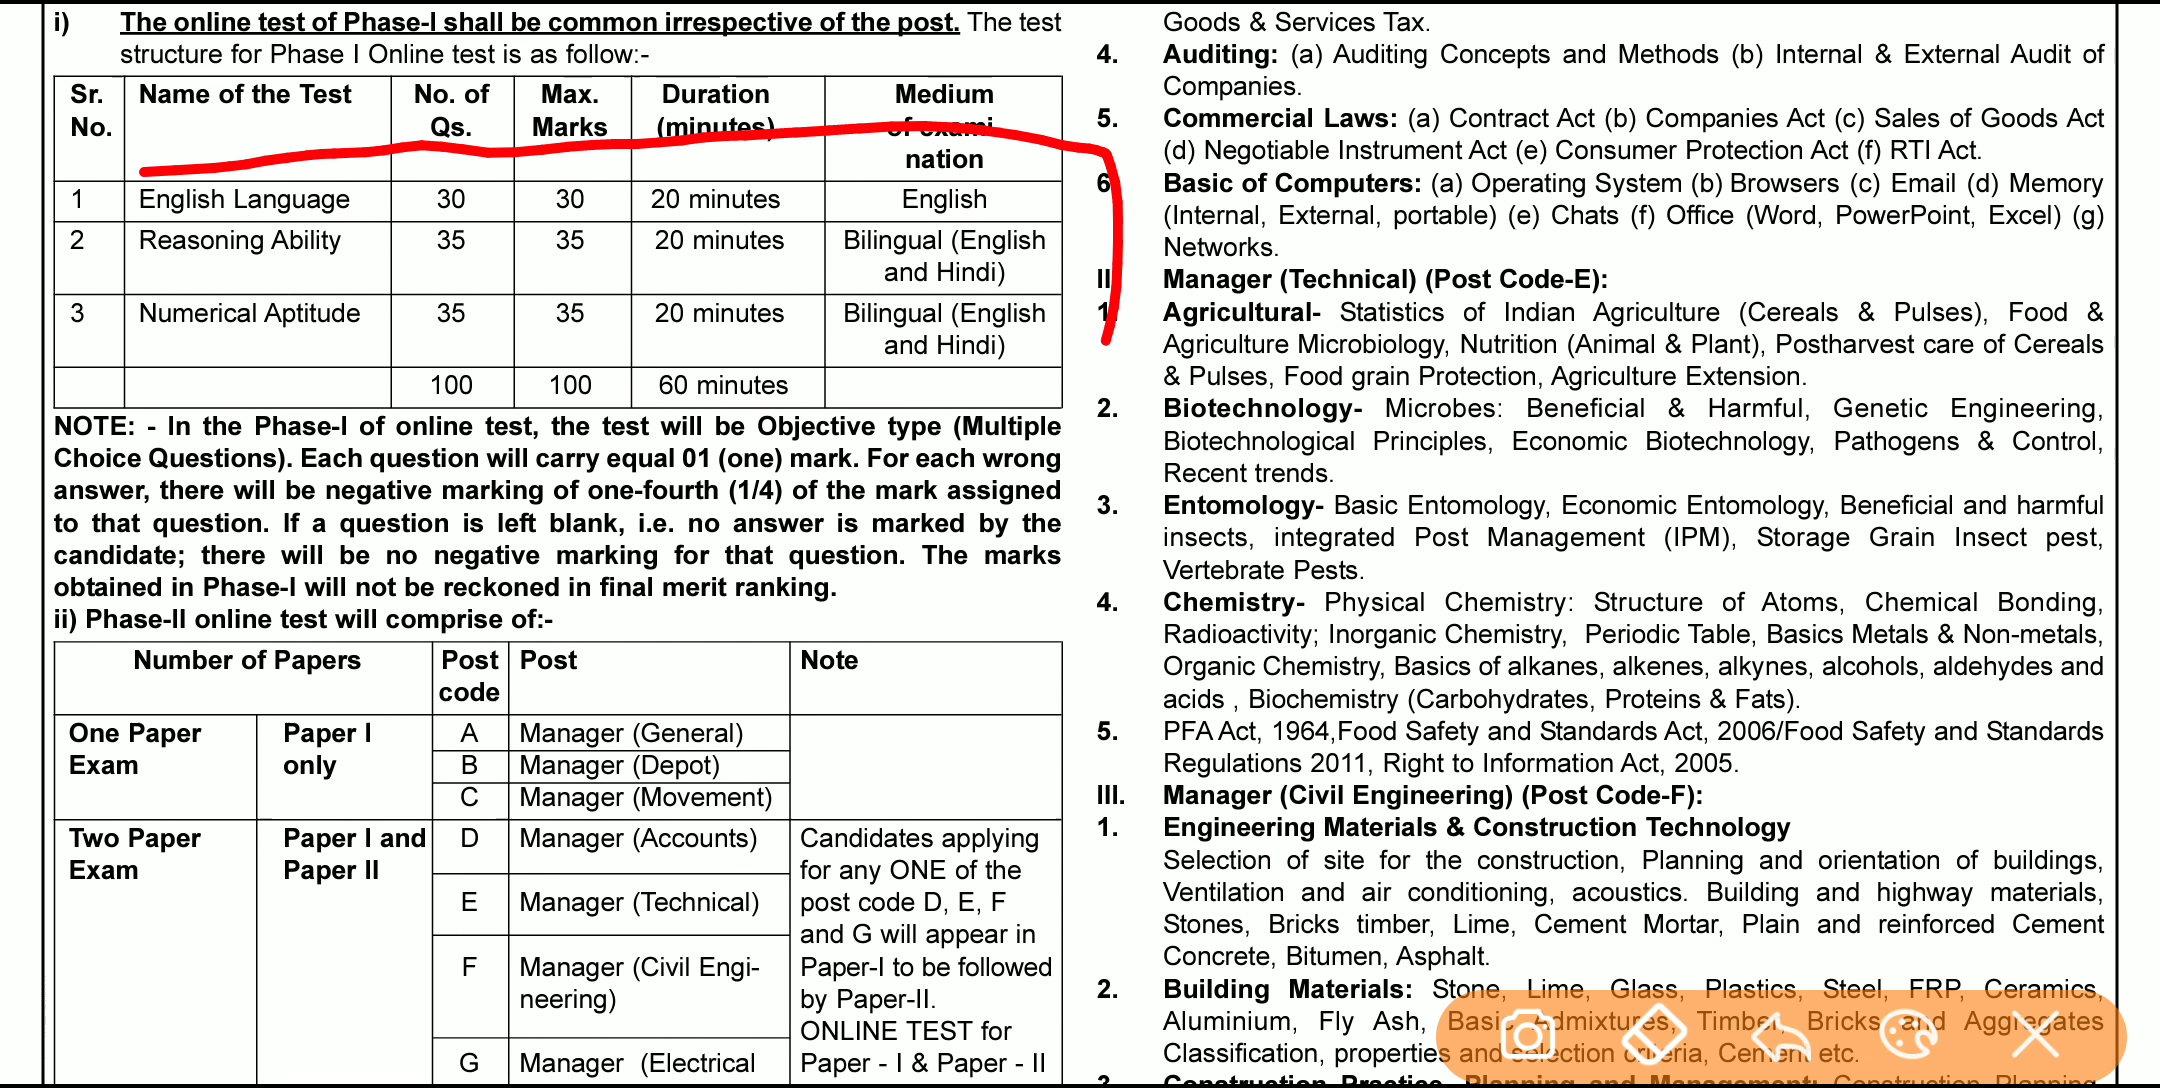 i) The online test of Phase-I shall be common irrespective of the post. The test
structure for Phase I Online test is as follow:-
Sr. No. Name of the Test No. of Qs. Max. Marks Duration (minutes) Medium of exami nation
1 English Language 30 30 20 minutes English
2 Reasoning Ability 35 35 20 minutes Bilingual (English and Hindi)
3 Numerical Aptitude 35 35 20 minutes Bilingual (English and Hindi)
100 100 60 minutes
NOTE: - In the Phase-I of online test, the test will be Objective type (Multiple
Choice Questions). Each question will carry equal 01 (one) mark. For each wrong
answer, there will be negative marking of one-fourth (1/4) of the mark assigned
to that question. If a question is left blank, i.e. no answer is marked by the
candidate; there will be no negative marking for that question. The marks
obtained in Phase-I will not be reckoned in final merit ranking.
ii) Phase-II online test will comprise of:-
Number of Papers Post code Post Note
One Paper Exam Paper I only A Manager (General)
B Manager (Depot)
C Manager (Movement)
Two Paper Exam Paper I and Paper II D Manager (Accounts)
E Manager (Technical)
F Manager (Civil Engi-
neering)
G Manager (Electrical
Candidates applying
for any ONE of the
post code D, E, F
and G will appear in
Paper-I to be followed
by Paper-II.
ONLINE TEST for
Paper - I & Paper - II
Goods & Services Tax.
4. Auditing: (a) Auditing Concepts and Methods (b) Internal & External Audit of
Companies.
5. Commercial Laws: (a) Contract Act (b) Companies Act (c) Sales of Goods Act
(d) Negotiable Instrument Act (e) Consumer Protection Act (f) RTI Act.
6 Basic of Computers: (a) Operating System (b) Browsers (c) Email (d) Memory
(Internal, External, portable) (e) Chats (f) Office (Word, PowerPoint, Excel) (g)
Networks.
II Manager (Technical) (Post Code-E):
1. Agricultural- Statistics of Indian Agriculture (Cereals & Pulses), Food &
Agriculture Microbiology, Nutrition (Animal & Plant), Postharvest care of Cereals
& Pulses, Food grain Protection, Agriculture Extension.
2. Biotechnology- Microbes: Beneficial & Harmful, Genetic Engineering,
Biotechnological Principles, Economic Biotechnology, Pathogens & Control,
Recent trends.
3. Entomology- Basic Entomology, Economic Entomology, Beneficial and harmful
insects, integrated Post Management (IPM), Storage Grain Insect pest,
Vertebrate Pests.
4. Chemistry- Physical Chemistry: Structure of Atoms, Chemical Bonding,
Radioactivity; Inorganic Chemistry, Periodic Table, Basics Metals & Non-metals,
Organic Chemistry, Basics of alkanes, alkenes, alkynes, alcohols, aldehydes and
acids , Biochemistry (Carbohydrates, Proteins & Fats).
5. PFA Act, 1964,Food Safety and Standards Act, 2006/Food Safety and Standards
Regulations 2011, Right to Information Act, 2005.
III. Manager (Civil Engineering) (Post Code-F):
1. Engineering Materials & Construction Technology
Selection of site for the construction, Planning and orientation of buildings,
Ventilation and air conditioning, acoustics. Building and highway materials,
Stones, Bricks timber, Lime, Cement Mortar, Plain and reinforced Cement
Concrete, Bitumen, Asphalt.
2. Building Materials: Stone, Lime, Glass, Plastics, Steel, FRP, Ceramics,
Aluminium, Fly Ash, Basic Admixtures, Timber, Bricks and Aggregates
Classification, properties and selection criteria, Cement etc.
3. Construction Practice, Planning and Management: Construction Planning,